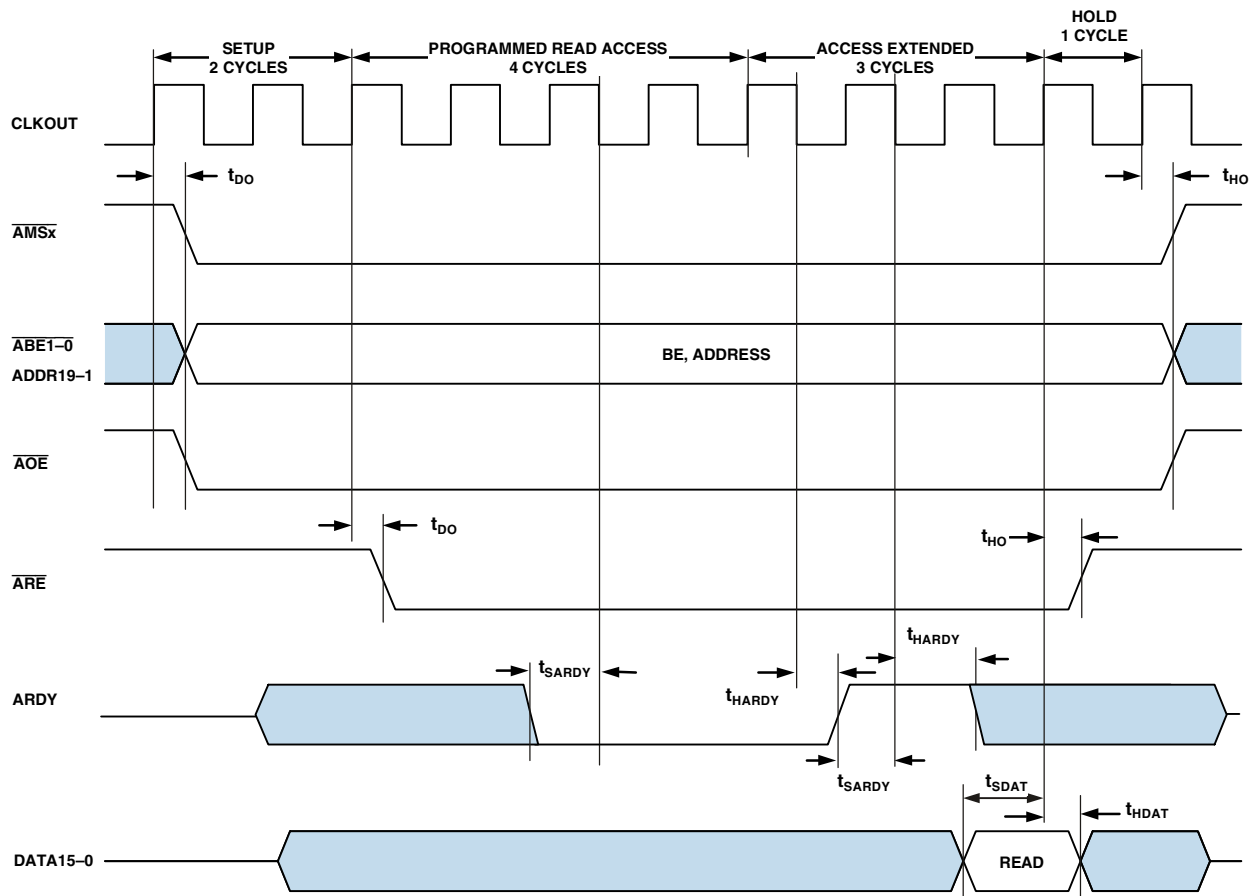 HOLD
1 CYCLE
SETUP
2 CYCLES
PROGRAMMED READ ACCESS
4 CYCLES
ACCESS EXTENDED
3 CYCLES
CLKOUT
tDO
tHO
AMSx
ABE1–0
BE, ADDRESS
ADDR19–1
AOE
tDO
tHO
ARE
tHARDY
tSARDY
ARDY
tHARDY
tSARDY
tSDAT
tHDAT
DATA15–0
READ